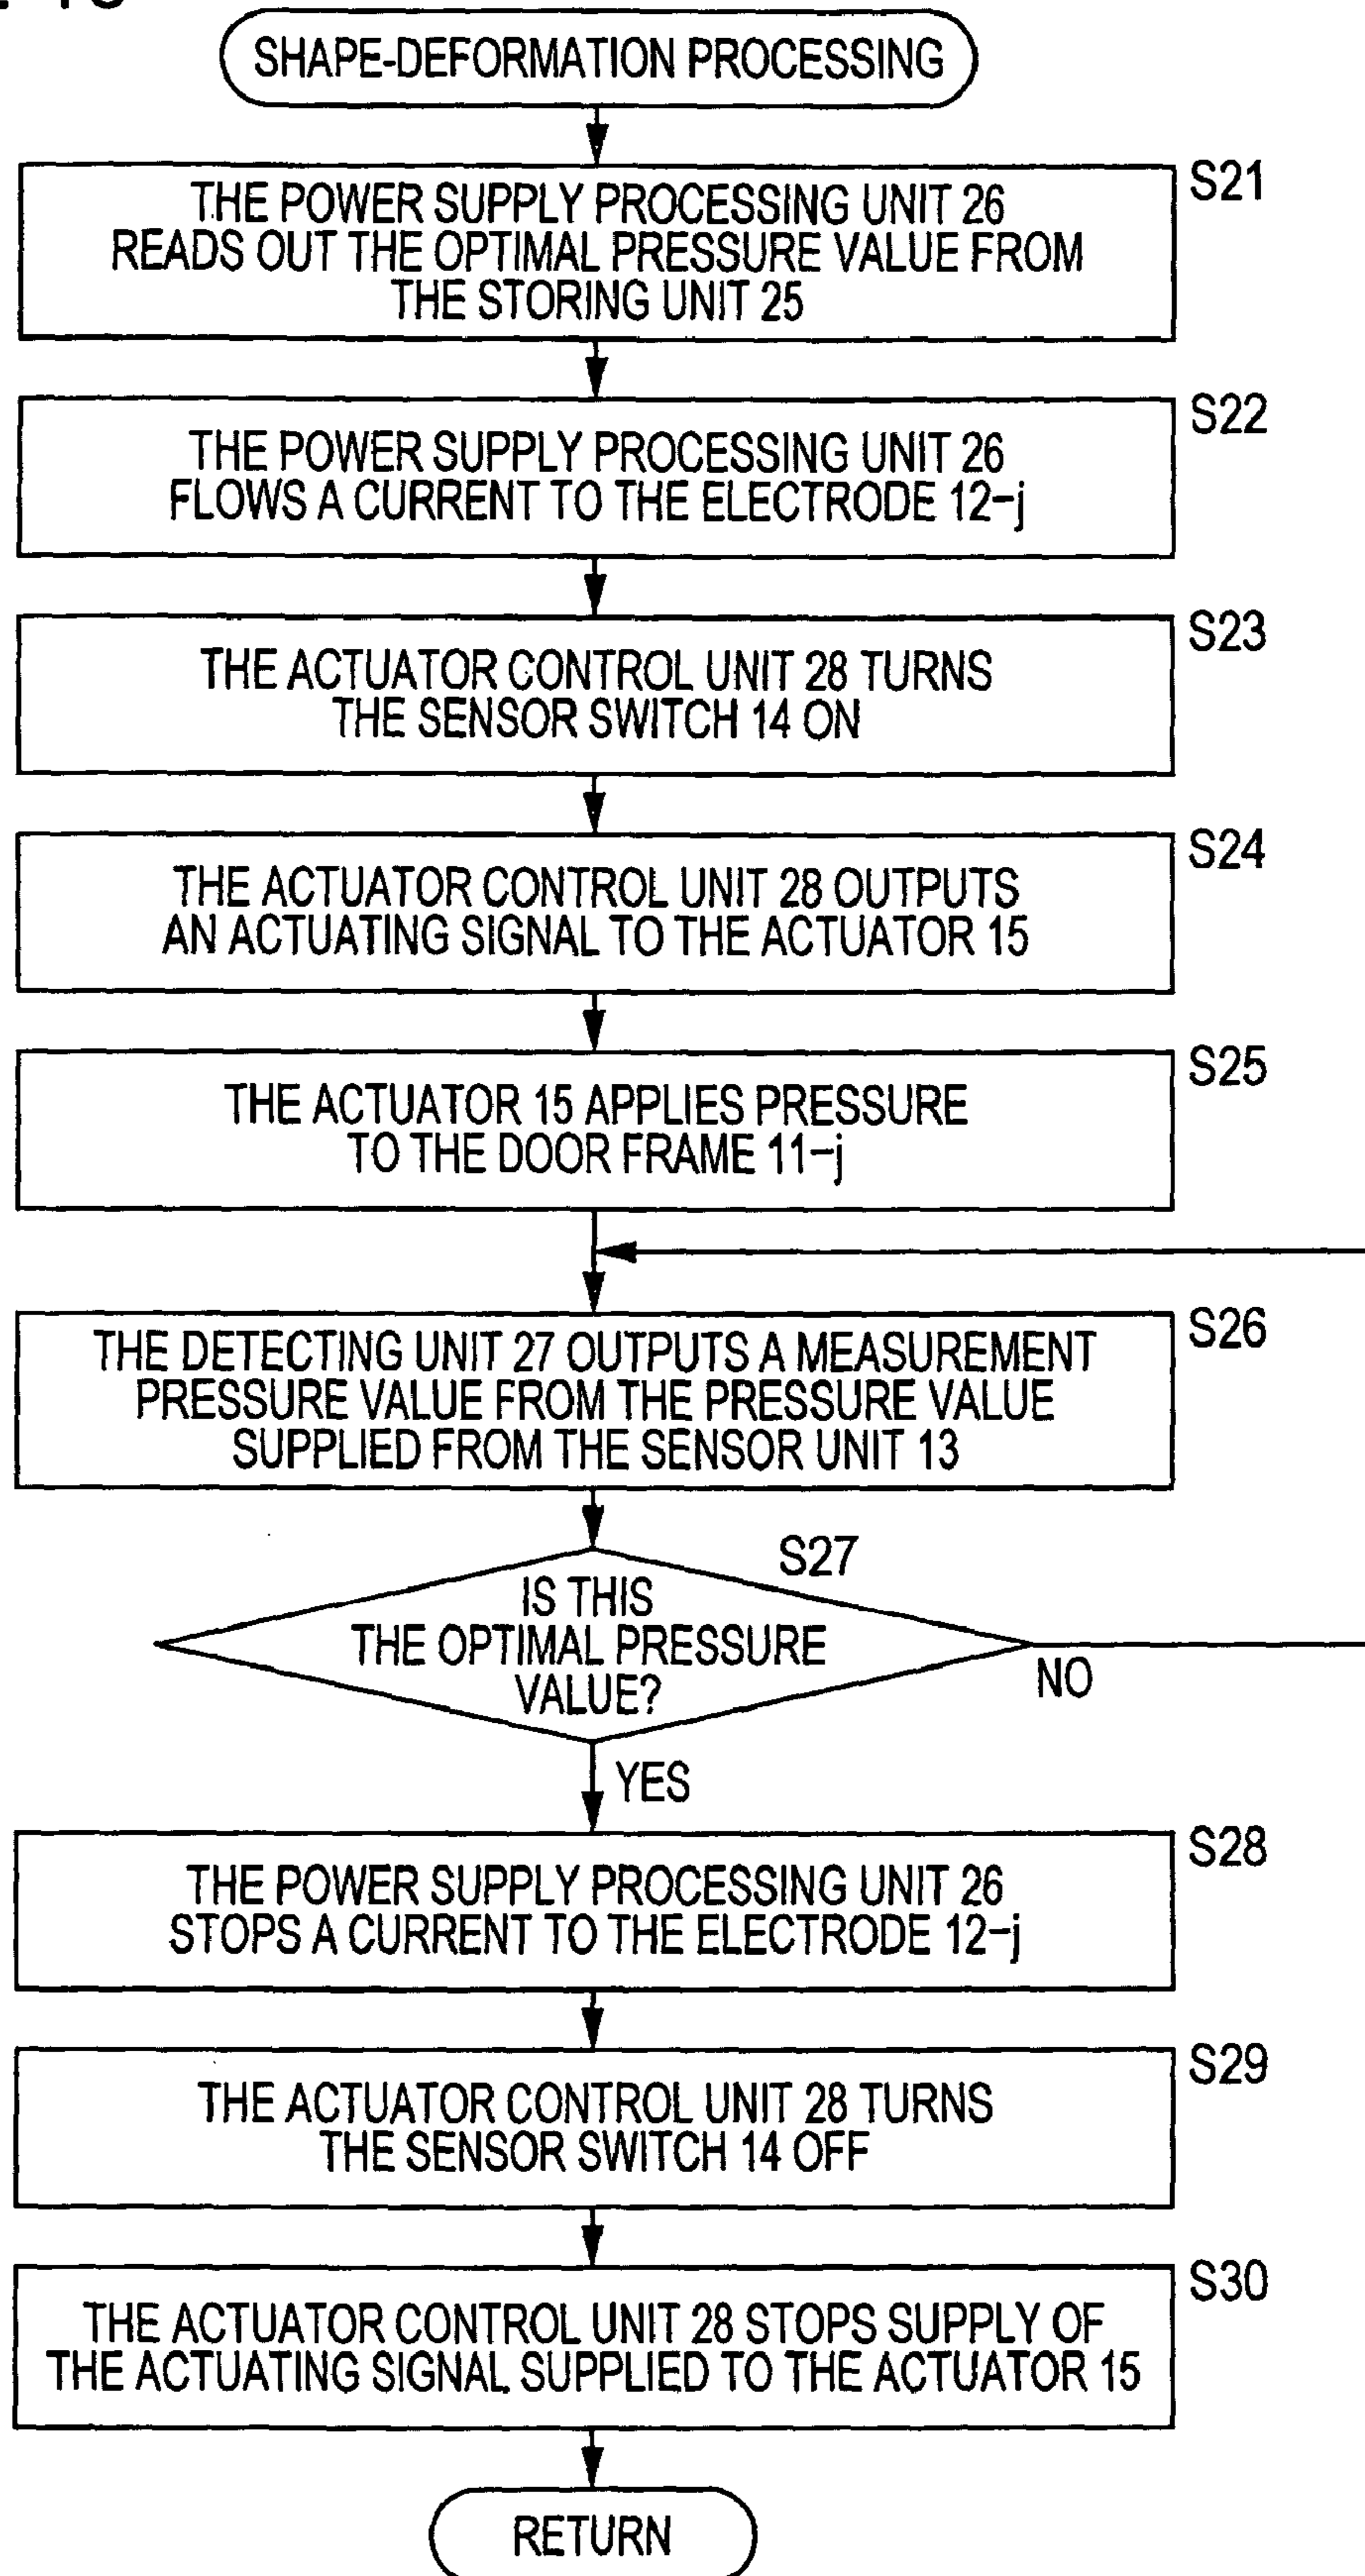 SHAPE-DEFORMATION PROCESSING
S21
THE POWER SUPPLY PROCESSING UNIT 26
READS OUT THE OPTIMAL PRESSURE VALUE FROM
THE STORING UNIT 25
S22
THE POWER SUPPLY PROCESSING UNIT 26
FLOWS A CURRENT TO THE ELECTRODE 12-j
S23
THE ACTUATOR CONTROL UNIT 28 TURNS
THE SENSOR SWITCH 14 ON
S24
THE ACTUATOR CONTROL UNIT 28 OUTPUTS
AN ACTUATING SIGNAL TO THE ACTUATOR 15
S25
THE ACTUATOR 15 APPLIES PRESSURE
TO THE DOOR FRAME 11-j
S26
THE DETECTING UNIT 27 OUTPUTS A MEASUREMENT
PRESSURE VALUE FROM THE PRESSURE VALUE
SUPPLIED FROM THE SENSOR UNIT 13
S27
IS THIS
THE OPTIMAL PRESSURE
VALUE?
NO
YES
S28
THE POWER SUPPLY PROCESSING UNIT 26
STOPS A CURRENT TO THE ELECTRODE 12-j
S29
THE ACTUATOR CONTROL UNIT 28 TURNS
THE SENSOR SWITCH 14 OFF
S30
THE ACTUATOR CONTROL UNIT 28 STOPS SUPPLY OF
THE ACTUATING SIGNAL SUPPLIED TO THE ACTUATOR 15
RETURN